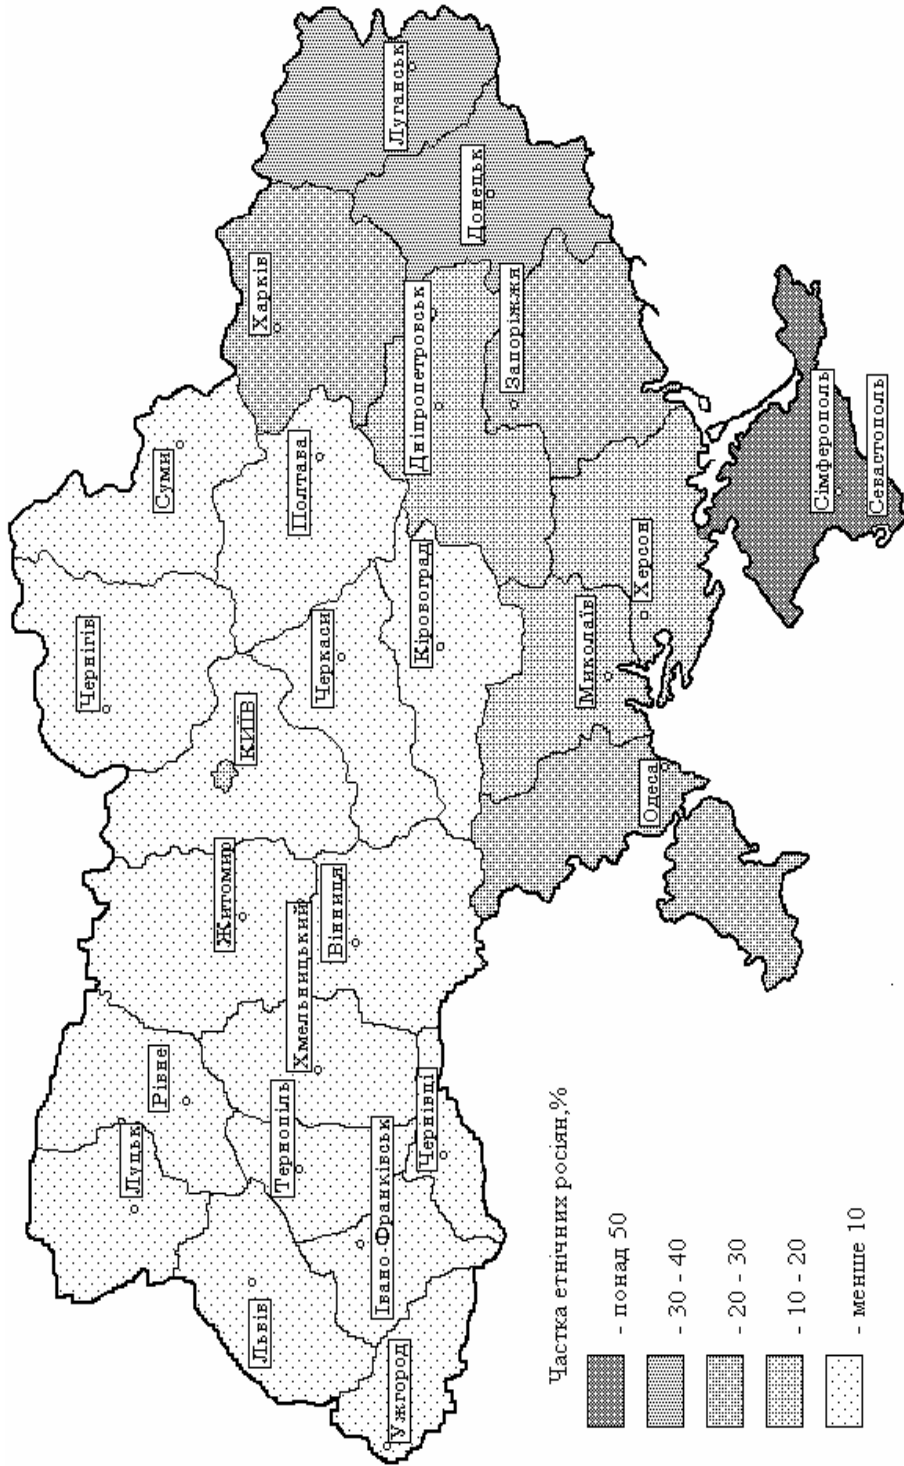 Луцьк
Рівне
Житомир
КИЇВ
Чернігів
Суми
Харків
Луганськ
Львів
Тернопіль
Хмельницький
Вінниця
Черкаси
Полтава
Ужгород
Івано-Франківськ
Чернівці
Кіровоград
Дніпропетровськ
Донецьк
Запоріжжя
Одеса
Миколаїв
Херсон
Сімферополь
Севастополь
Частка етнічних росіян,%
- понад 50
- 30 - 40
- 20 - 30
- 10 - 20
- менше 10